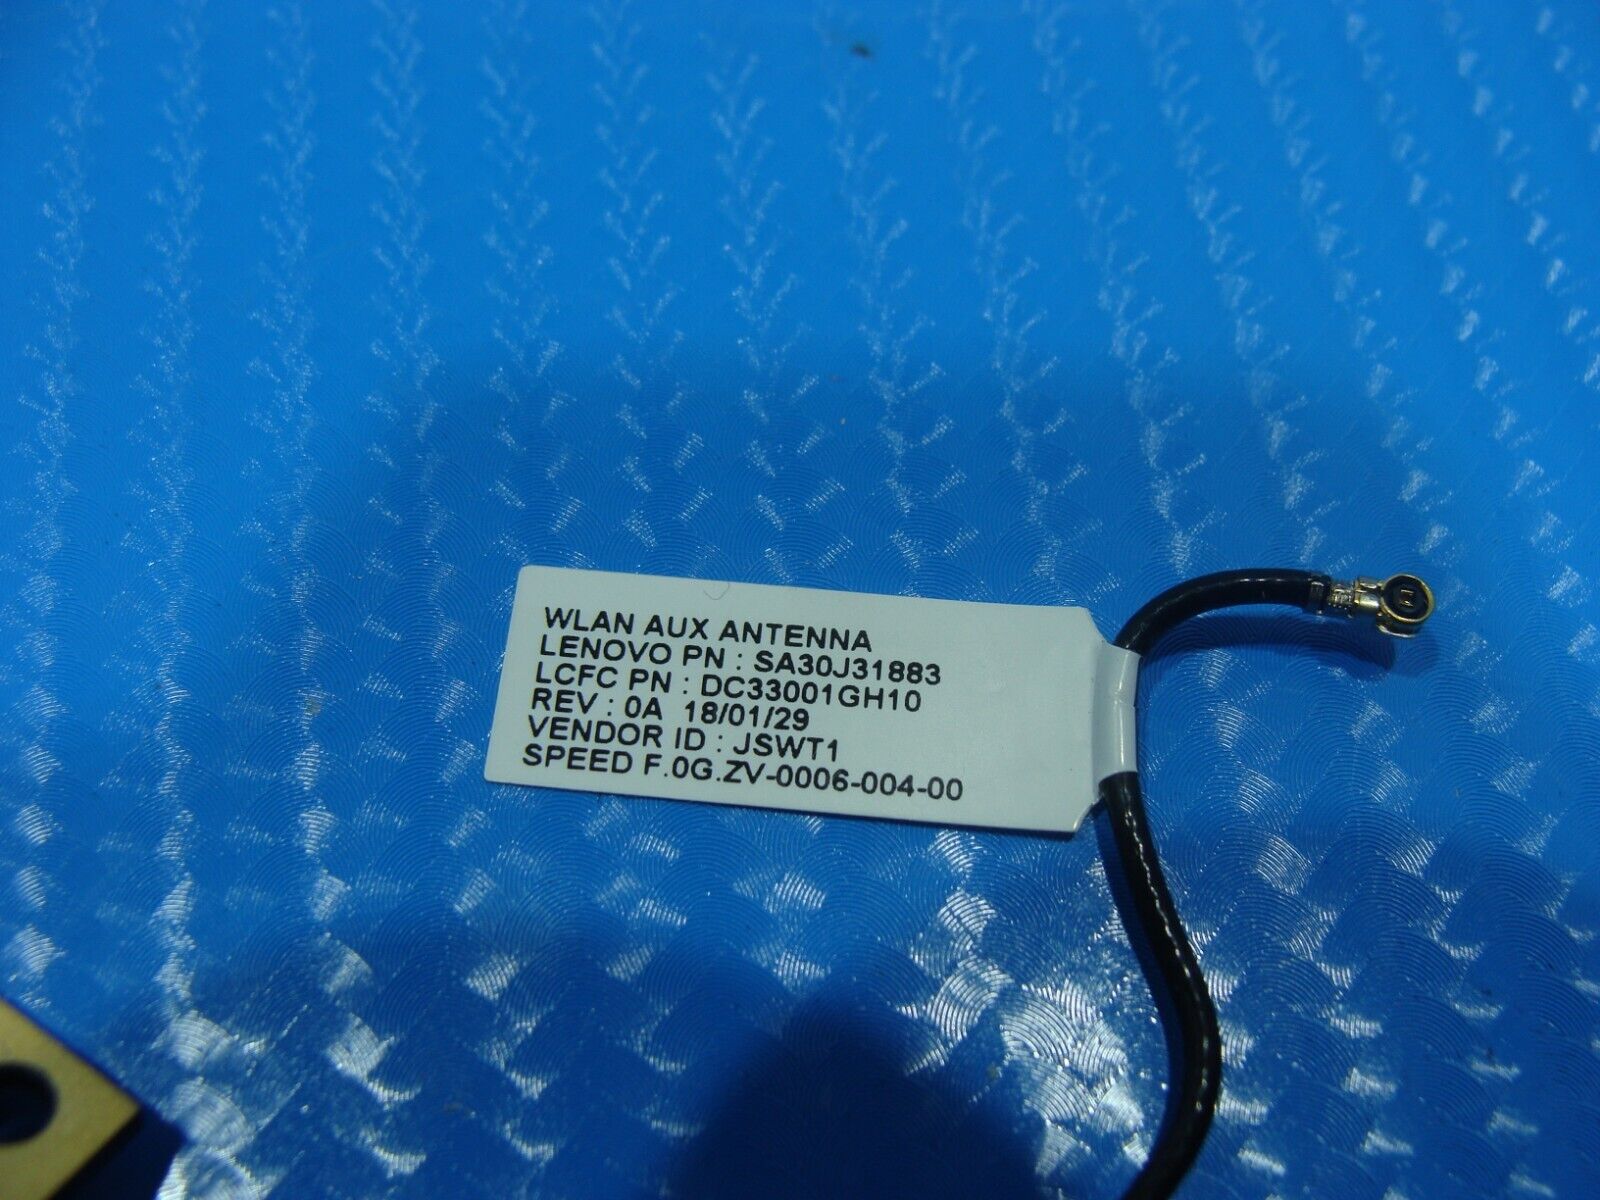 WLAN AUX ANTENNA
LENOVO PN : SA30J31883
LCFC PN : DC33001GH10
REV : 0A 18/01/29
VENDOR ID : JSWT1
SPEED F.0G.ZV-0006-004-00